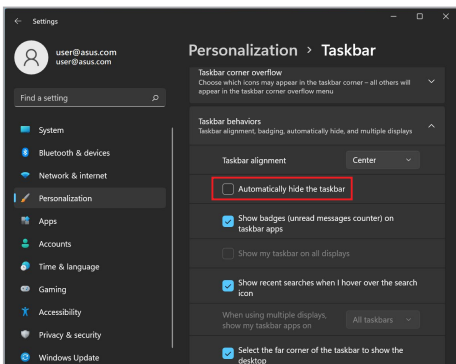 Settings
user@asus.com
user@asus.com
Find a setting
System
Bluetooth & devices
Network & internet
Personalization
Apps
Accounts
Time & language
Gaming
Accessibility
Privacy & security
Windows Update
Personalization > Taskbar
Taskbar corner overflow
Choose which icons may appear in the taskbar corner – all others will
appear in the taskbar corner overflow menu
Taskbar behaviors
Taskbar alignment, badging, automatically hide, and multiple displays
Taskbar alignment
Center
Automatically hide the taskbar
Show badges (unread messages counter) on
taskbar apps
Show my taskbar on all displays
Show recent searches when I hover over the search
icon
When using multiple displays,
show my taskbar apps on
All taskbars
Select the far corner of the taskbar to show the
desktop